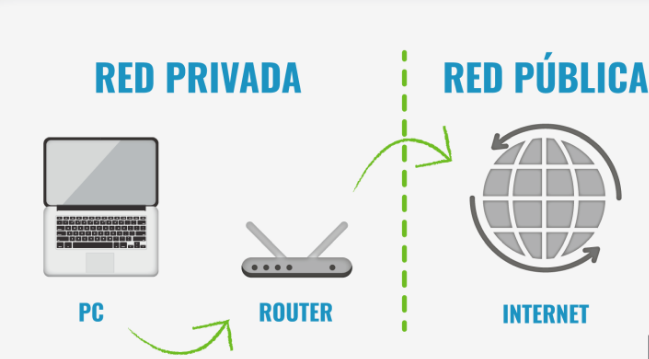 RED PRIVADA
RED PÚBLICA
PC
ROUTER
INTERNET